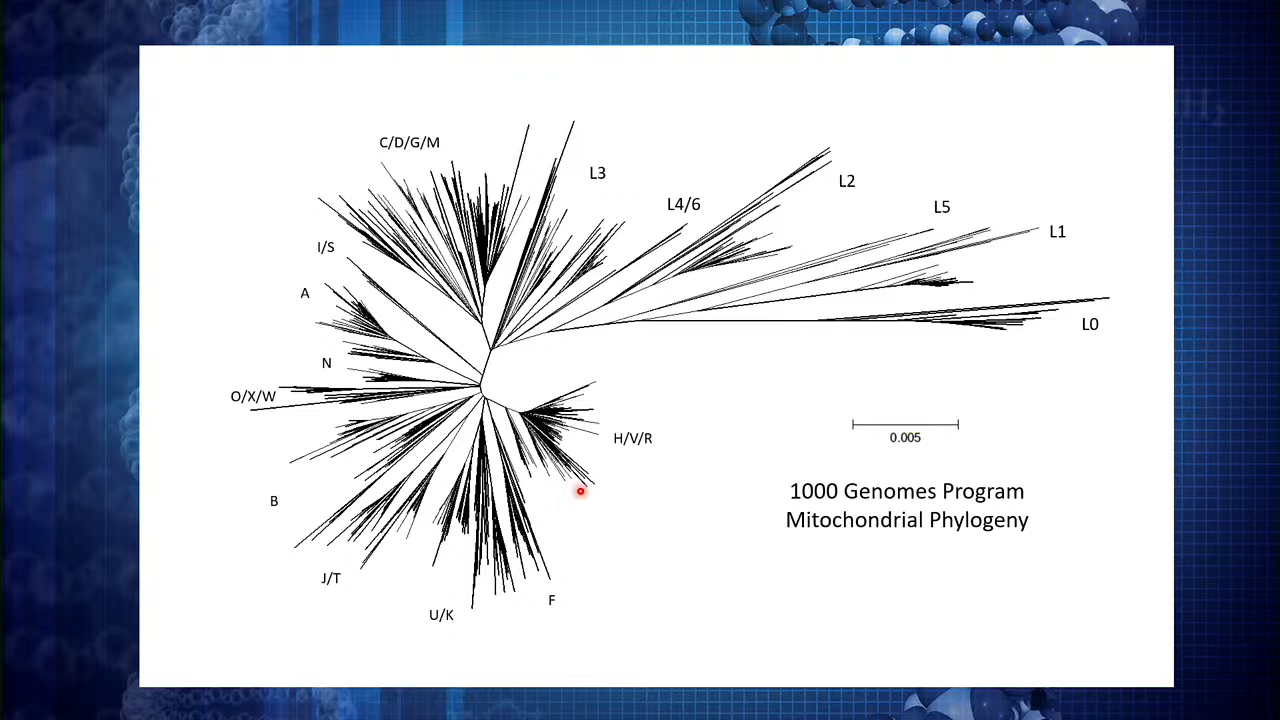 C/D/G/M
L3
L2
L4/6
L5
L1
I/S
A
L0
N
O/X/W
H/V/R
0.005
B
1000 Genomes Program
Mitochondrial Phylogeny
J/T
F
U/K